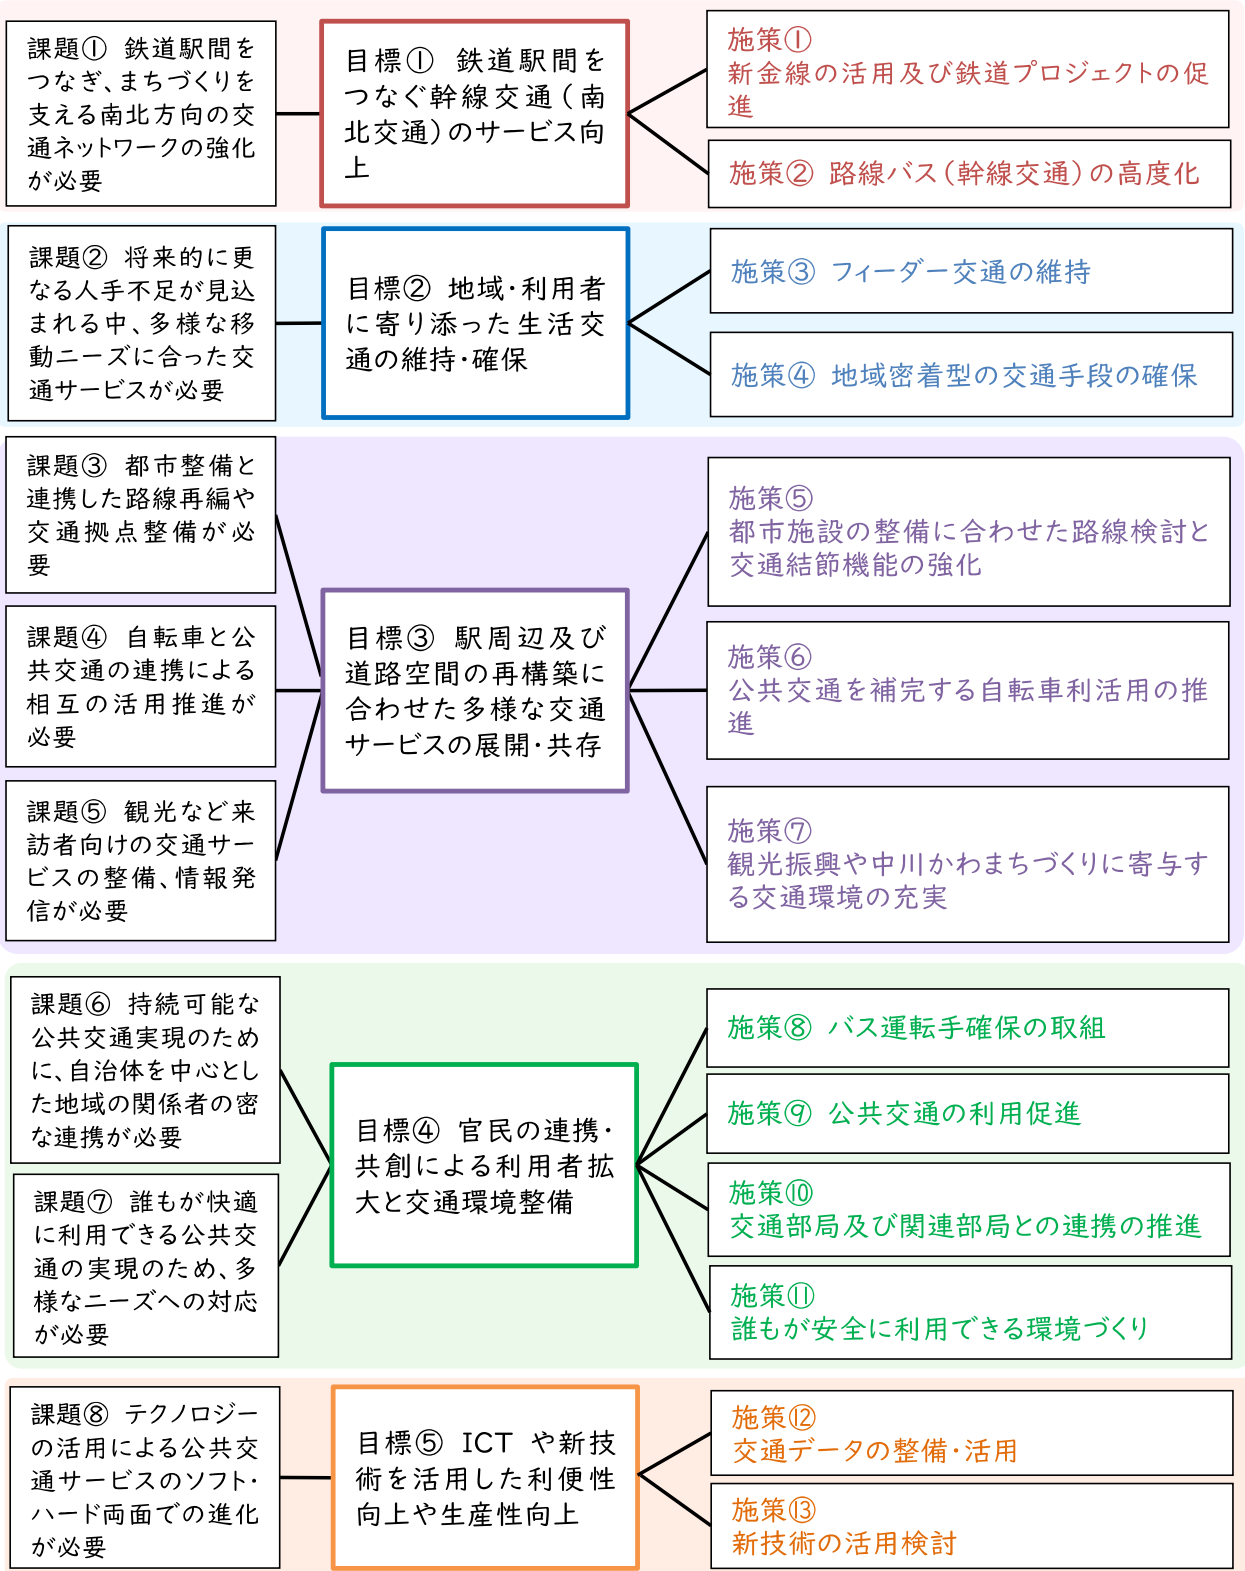 課題① 鉄道駅間を
つなぎ、まちづくりを
支える南北方向の交
通ネットワークの強化
が必要
目標① 鉄道駅間を
つなぐ幹線交通（南
北交通）のサービス向
上
施策①
新金線の活用及び鉄道プロジェクトの促
進
施策② 路線バス（幹線交通）の高度化
課題② 将来的に更
なる人手不足が見込
まれる中、多様な移
動ニーズに合った交
通サービスが必要
目標② 地域・利用者
に寄り添った生活交
通の維持・確保
施策③ フィーダー交通の維持
施策④ 地域密着型の交通手段の確保
課題③ 都市整備と
連携した路線再編や
交通拠点整備が必
要
課題④ 自転車と公
共交通の連携による
相互の活用推進が
必要
課題⑤ 観光など来
訪者向けの交通サー
ビスの整備、情報発
信が必要
目標③ 駅周辺及び
道路空間の再構築に
合わせた多様な交通
サービスの展開・共存
施策⑤
都市施設の整備に合わせた路線検討と
交通結節機能の強化
施策⑥
公共交通を補完する自転車利活用の推
進
施策⑦
観光振興や中川かわまちづくりに寄与す
る交通環境の充実
課題⑥ 持続可能な
公共交通実現のため
に、自治体を中心とし
た地域の関係者の密
な連携が必要
課題⑦ 誰もが快適
に利用できる公共交
通の実現のため、多
様なニーズへの対応
が必要
目標④ 官民の連携・
共創による利用者拡
大と交通環境整備
施策⑧ バス運転手確保の取組
施策⑨ 公共交通の利用促進
施策⑩
交通部局及び関連部局との連携の推進
施策⑪
誰もが安全に利用できる環境づくり
課題⑧ テクノロジー
の活用による公共交
通サービスのソフト・
ハード両面での進化
が必要
目標⑤ ICT や新技
術を活用した利便性
向上や生産性向上
施策⑫
交通データの整備・活用
施策⑬
新技術の活用検討